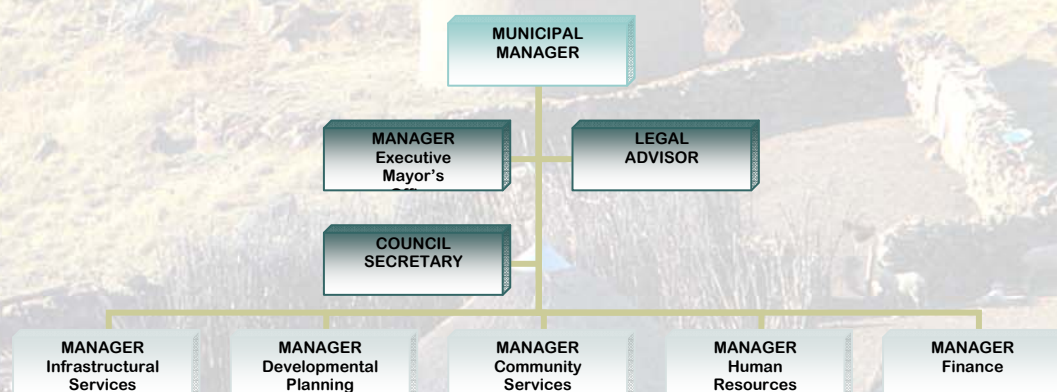 MUNICIPAL
MANAGER
MANAGER
Executive
Mayor's
LEGAL
ADVISOR
COUNCIL
SECRETARY
MANAGER
Infrastructural
Services
MANAGER
Developmental
Planning
MANAGER
Community
Services
MANAGER
Human
Resources
MANAGER
Finance